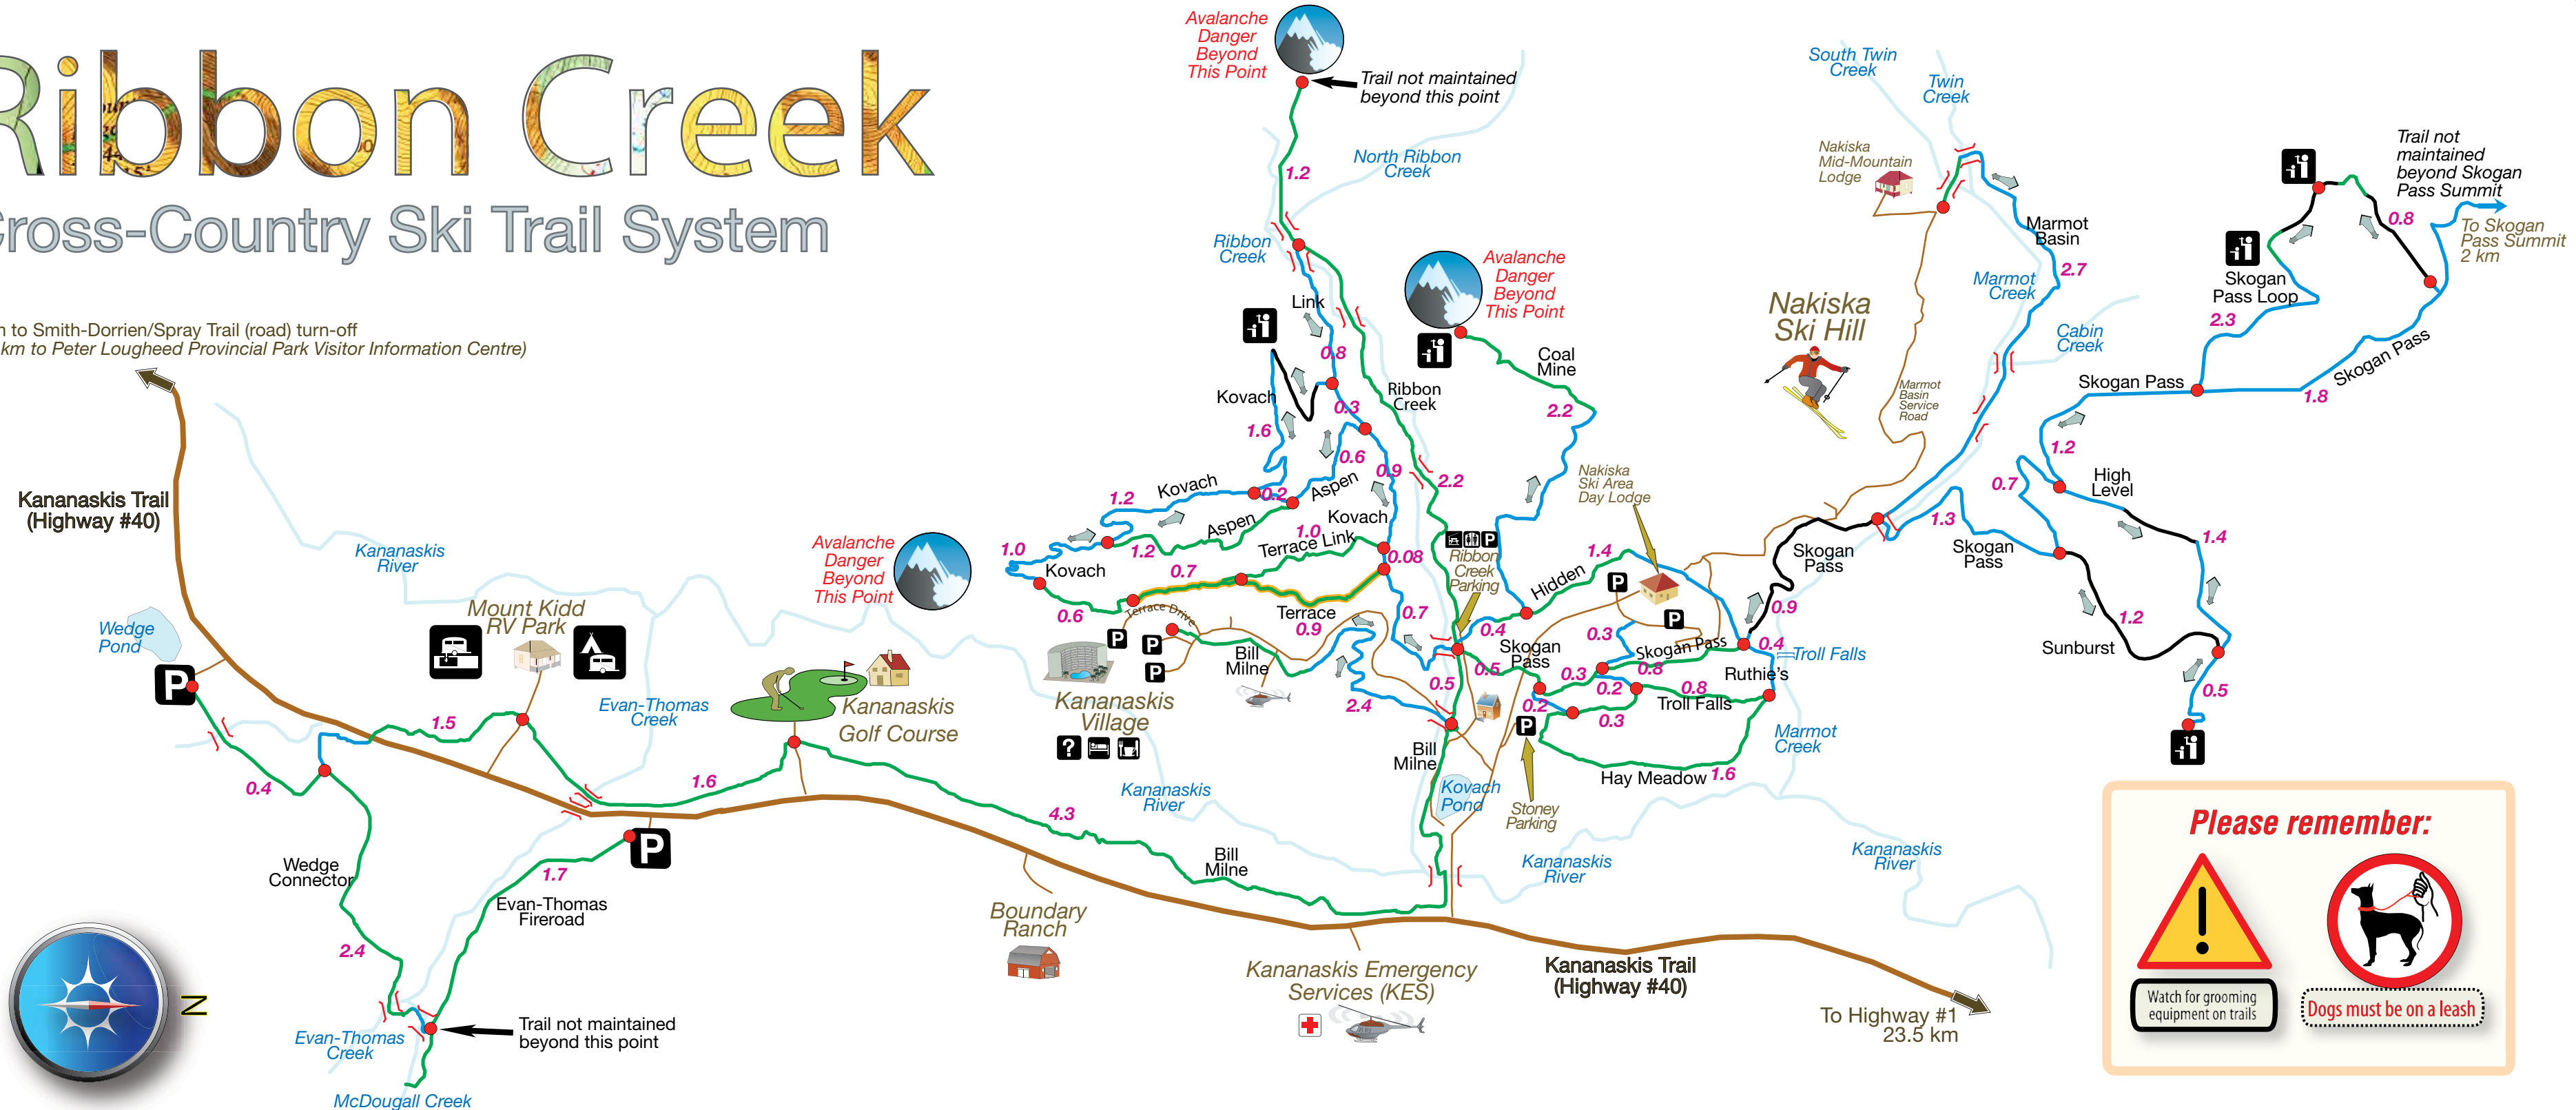 Ribbon Creek
Cross-Country Ski Trail System
to Smith-Dorrien/Spray Trail (road) turn-off
km to Peter Lougheed Provincial Park Visitor Information Centre)
Kananaskis Trail
(Highway #40)
Wedge
Pond
P
Kananaskis
River
Mount Kidd
RV Park
Evan-Thomas
Creek
1.5
0.4
1.6
Wedge
Connector
2.4
P
1.7
Evan-Thomas
Fireroad
Trail not maintained
beyond this point
Evan-Thomas
Creek
McDougall Creek
N
Kananaskis
Golf Course
4.3
Bill
Milne
Boundary
Ranch
Kananaskis Emergency
Services (KES)
Kananaskis Trail
(Highway #40)
To Highway #1
23.5 km
Avalanche
Danger
Beyond
This Point
Trail not maintained
beyond this point
1.2
North Ribbon
Creek
Ribbon
Creek
Link
0.8
Kovach
1.6
0.3
0.6
0.9
Ribbon
Creek
2.2
Avalanche
Danger
Beyond
This Point
Coal
Mine
2.2
1.2
Kovach
0.2
Aspen
Aspen
1.2
1.0
Terrace Link
Kovach
0.08
Avalanche
Danger
Beyond
This Point
1.0
Kovach
0.7
0.6
Terrace Drive
Terrace
0.9
0.7
P
P
P
Bill
Milne
2.4
Kananaskis
Village
?
Kananaskis
River
P
Ribbon
Creek
Parking
0.4
Hidden
1.4
Nakiska
Ski Area
Day Lodge
P
P
0.3
Skogan
Pass
0.5
0.5
0.3
0.2
0.8
Skogan Pass
0.4
0.9
Skogan
Pass
Troll Falls
Ruthie's
0.8
Troll Falls
0.2
0.3
P
Bill
Milne
Kovach
Pond
Stoney
Parking
Hay Meadow
1.6
Marmot
Creek
Kananaskis
River
Kananaskis
River
South Twin
Creek
Twin
Creek
Nakiska
Mid-Mountain
Lodge
Marmot
Basin
2.7
Marmot
Creek
Nakiska
Ski Hill
Cabin
Creek
Marmot
Basin
Service
Road
1.3
Skogan
Pass
0.7
1.2
High
Level
1.4
1.2
Sunburst
0.5
Skogan Pass
1.8
Skogan Pass
2.3
Skogan
Pass Loop
0.8
Trail not
maintained
beyond Skogan
Pass Summit
To Skogan
Pass Summit
2 km
Please remember:
!
Watch for grooming
equipment on trails
Dogs must be on a leash